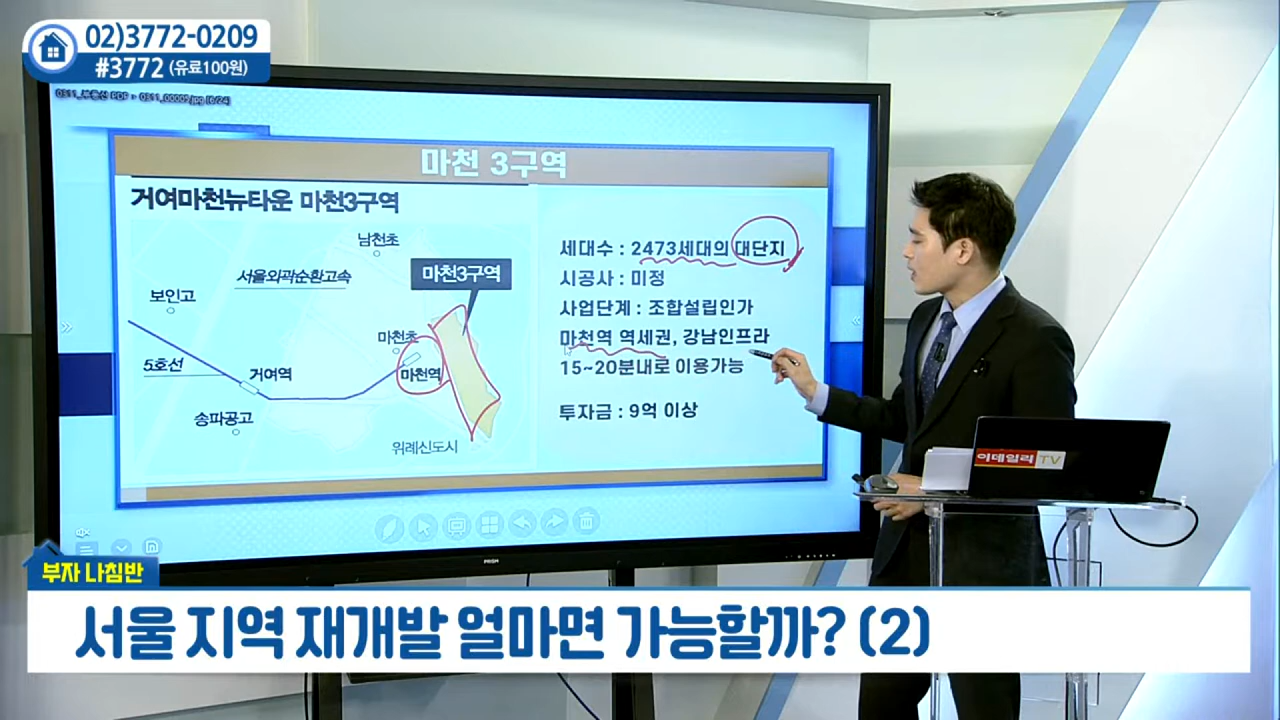 02)3772-0209
#3772 (유료100원)
마천 3구역
거여마천뉴타운 마천3구역
남천초
서울외곽순환고속
마천3구역
보인고
마천초
5호선
거여역
마천역
송파공고
위례신도시
세대수 : 2473세대의 대단지
시공사 : 미정
사업단계 : 조합설립인가
마천역 역세권, 강남인프라
15~20분내로 이용가능
투자금 : 9억 이상
이데일리TV
부자 나침반
서울 지역 재개발 얼마면 가능할까? (2)